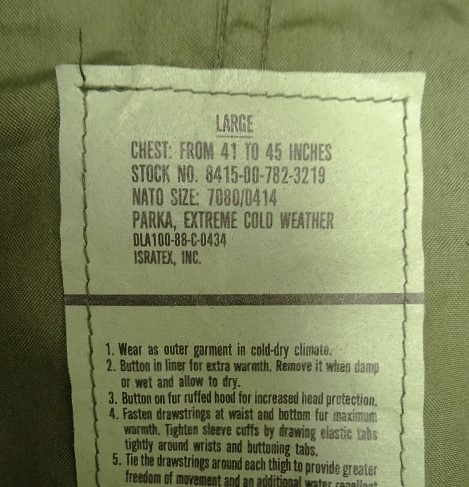 LARGE
CHEST: FROM 41 TO 45 INCHES
STOCK NO. 8415-00-782-3219
NATO SIZE: 7080/0414
PARKA, EXTREME COLD WEATHER
DLA100-88-C-0434
ISRATEX, INC.
1. Wear as outer garment in cold-dry climate.
2. Button in liner for extra warmth. Remove it when damp
or wet and allow to dry.
3. Button on fur ruffed hood for increased head protection.
4. Fasten drawstrings at waist and bottom for maximum
warmth. Tighten sleeve cuffs by drawing elastic tabs
tightly around wrists and buttoning tabs.
5. Tie the drawstrings around each thigh to provide greater
freedom of movement and an additional water repellent